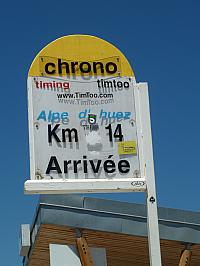 chrono
timing timtoo
www.TimToo.com
Alpe d'huez
Km 14
Arrivée